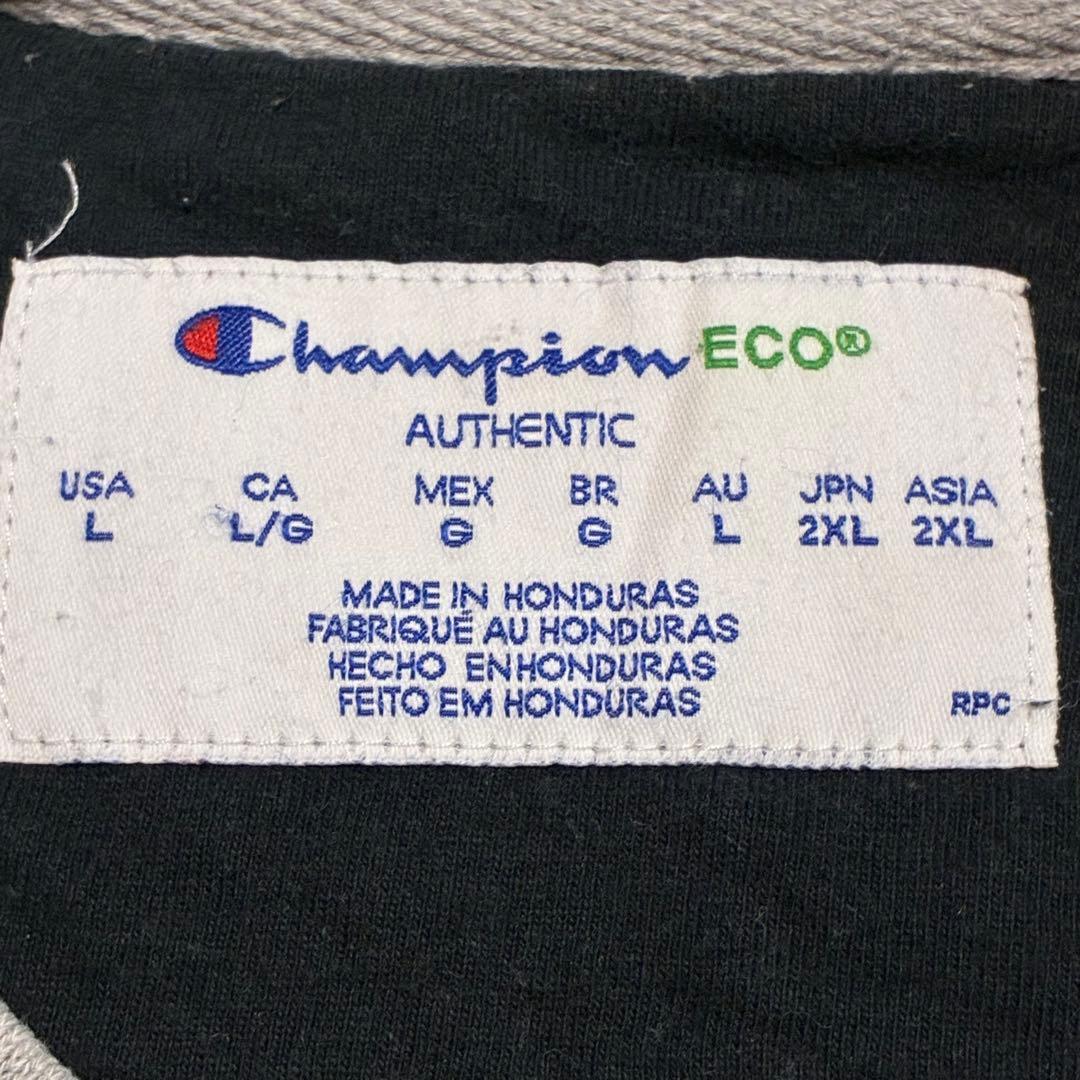 Champion ECO®
AUTHENTIC
USA CA MEX BR AU JPN ASIA
L L/G G G L 2XL 2XL
MADE IN HONDURAS
FABRIQUÉ AU HONDURAS
HECHO EN HONDURAS
FEITO EM HONDURAS RPC